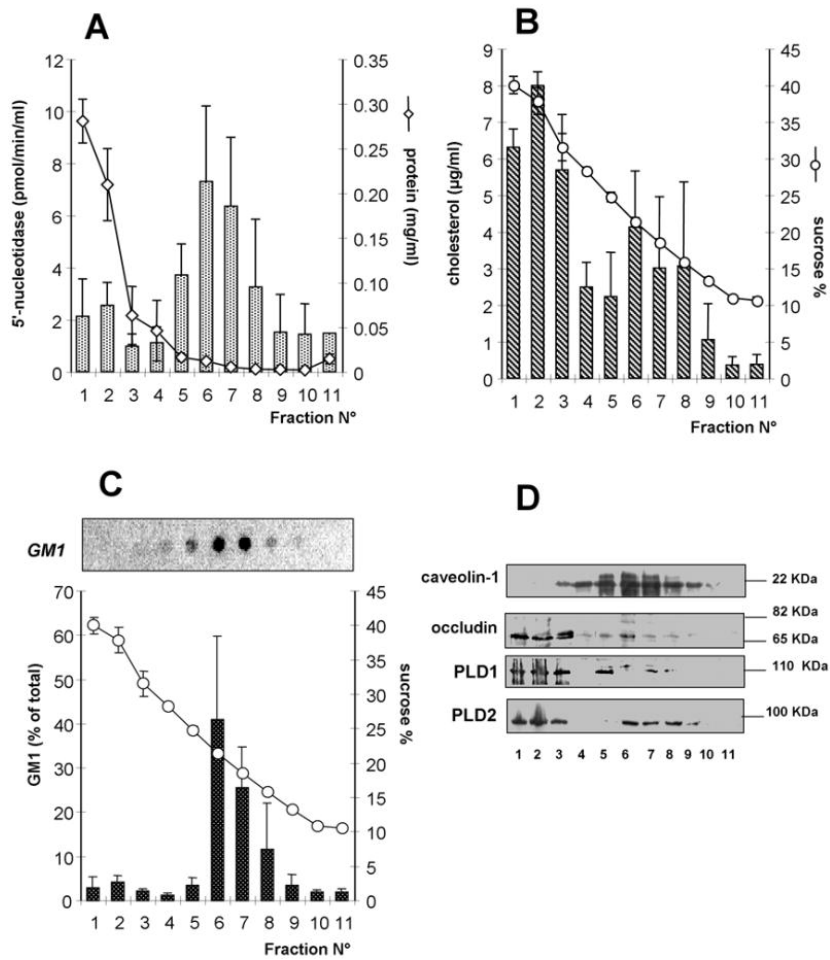 A
5'-nucleotidase (pmol/min/ml)
12
10
8
6
4
2
0
0.35
0.30
0.25
0.20
0.15
0.10
0.05
0
protein (mg/ml)
1 2 3 4 5 6 7 8 9 10 11
Fraction Nº
B
cholesterol (µg/ml)
9
8
7
6
5
4
3
2
1
0
45
40
35
30
25
20
15
10
5
0
sucrose %
1 2 3 4 5 6 7 8 9 10 11
Fraction Nº
C
GM1
GM1 (% of total)
70
60
50
40
30
20
10
0
45
40
35
30
25
20
15
10
5
0
sucrose %
1 2 3 4 5 6 7 8 9 10 11
Fraction Nº
D
caveolin-1
22 KDa
82 KDa
occludin
65 KDa
PLD1
110 KDa
PLD2
100 KDa
1 2 3 4 5 6 7 8 9 10 11